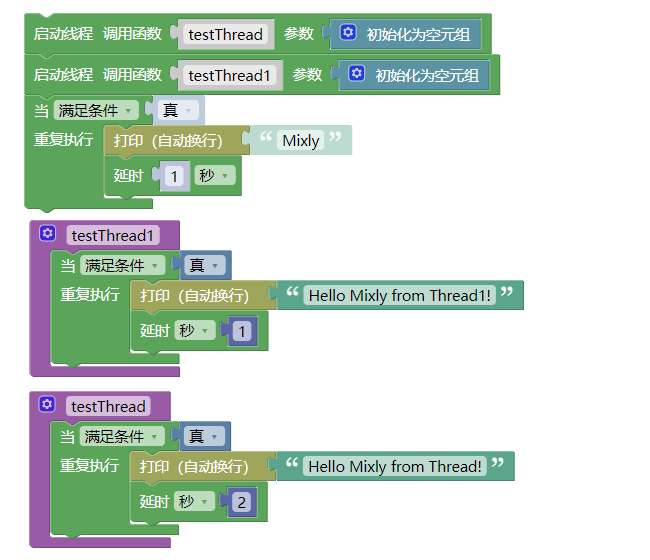 启动线程 调用函数 testThread 参数 初始化为空元组
启动线程 调用函数 testThread1 参数 初始化为空元组
当 满足条件 真
重复执行 打印（自动换行） “ Mixly ”
延时 1 秒
testThread1
当 满足条件 真
重复执行 打印（自动换行） “ Hello Mixly from Thread1! ”
延时 秒 1
testThread
当 满足条件 真
重复执行 打印（自动换行） “ Hello Mixly from Thread! ”
延时 秒 2